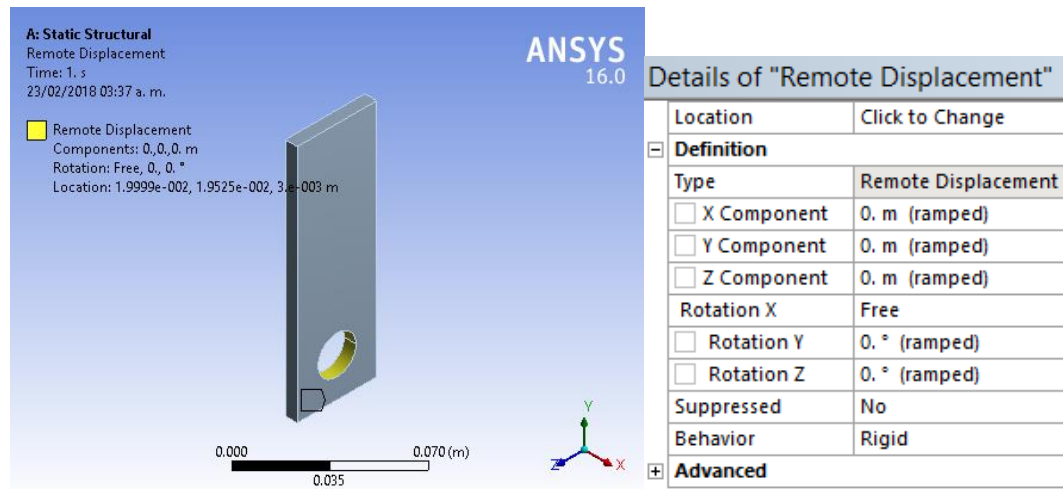 A: Static Structural
Remote Displacement
Time: 1. s
23/02/2018 03:37 a. m.
Remote Displacement
Components: 0.,0.,0. m
Rotation: Free, 0., 0. °
Location: 1.9999e-002, 1.9525e-002, 3.e-003 m
ANSYS
16.0
0.000
0.070 (m)
0.035
Y
Z
X
Details of "Remote Displacement"
Location Click to Change
Definition
Type Remote Displacement
X Component 0. m (ramped)
Y Component 0. m (ramped)
Z Component 0. m (ramped)
Rotation X Free
Rotation Y 0. ° (ramped)
Rotation Z 0. ° (ramped)
Suppressed No
Behavior Rigid
Advanced